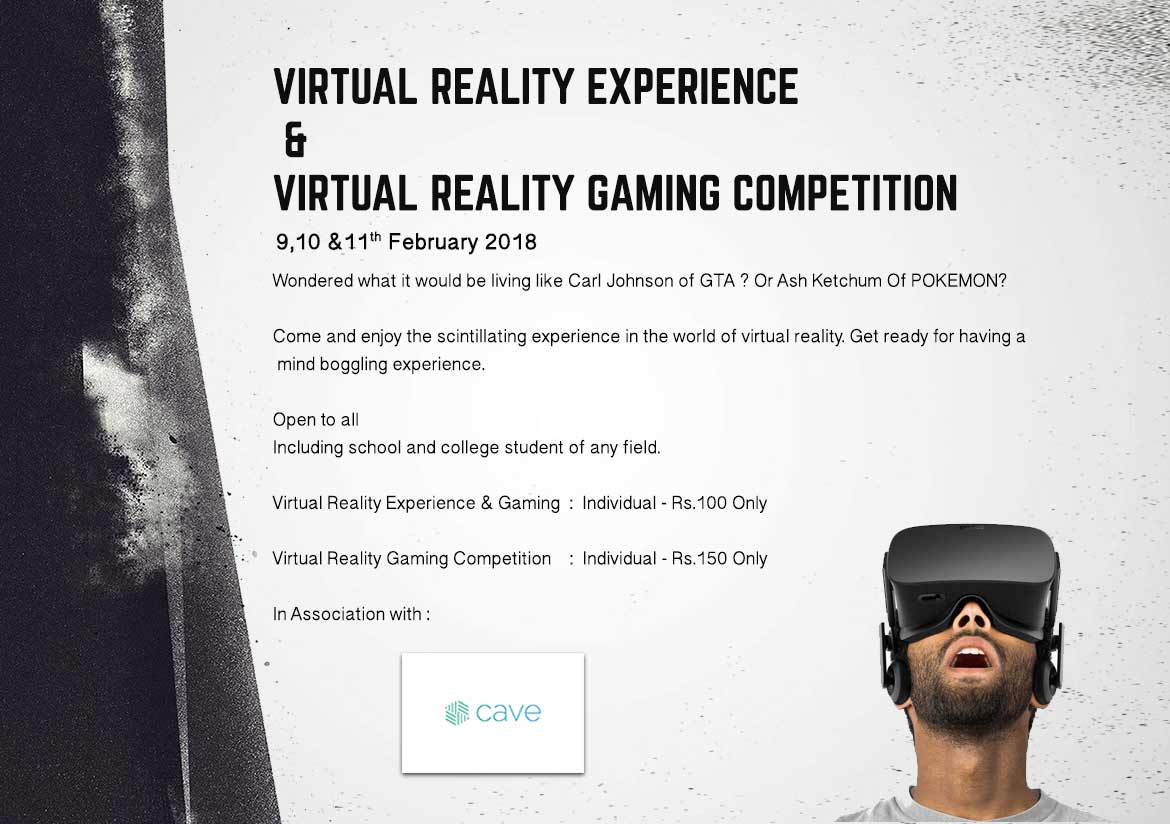 VIRTUAL REALITY EXPERIENCE
&
VIRTUAL REALITY GAMING COMPETITION
9,10 &11th February 2018
Wondered what it would be living like Carl Johnson of GTA ? Or Ash Ketchum Of POKEMON?
Come and enjoy the scintillating experience in the world of virtual reality. Get ready for having a
mind boggling experience.
Open to all
Including school and college student of any field.
Virtual Reality Experience & Gaming : Individual - Rs.100 Only
Virtual Reality Gaming Competition : Individual - Rs.150 Only
In Association with :
cave